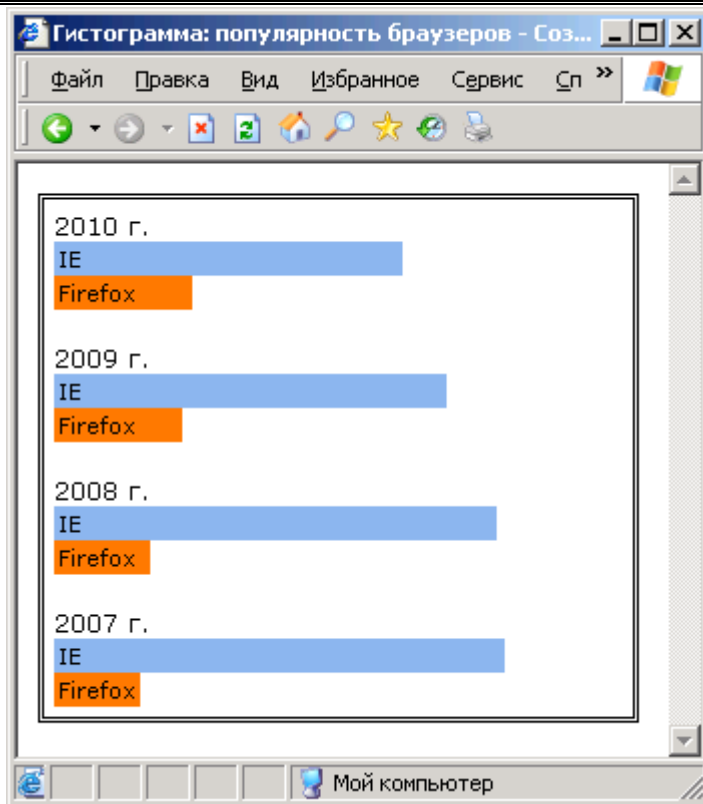 Гистограмма: популярность браузеров - Соз...
Файл Правка Вид Избранное Сервис Сп »
2010 г.
IE
Firefox
2009 г.
IE
Firefox
2008 г.
IE
Firefox
2007 г.
IE
Firefox
Мой компьютер